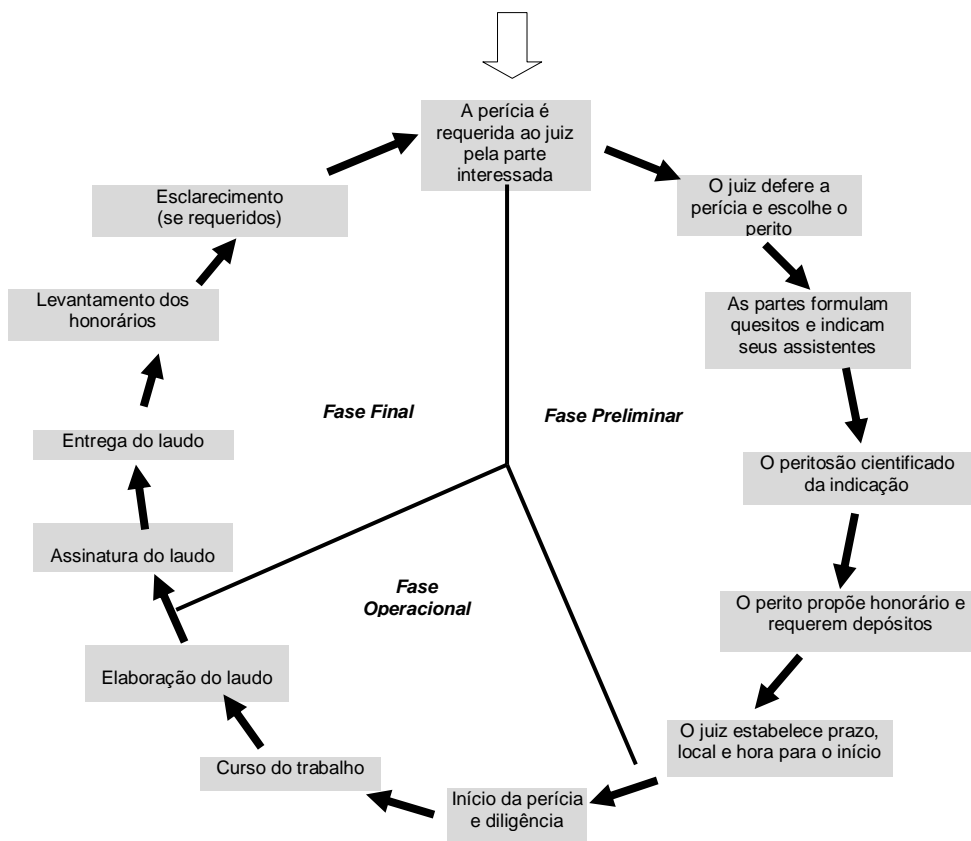 A perícia é
requerida ao juiz
pela parte
interessada
O juiz defere a
perícia e escolhe o
perito
As partes formulam
quesitos e indicam
seus assistentes
O peritosão cientificado
da indicação
O perito propõe honorário e
requerem depósitos
O juiz estabelece prazo,
local e hora para o início
Início da perícia
e diligência
Curso do trabalho
Elaboração do laudo
Assinatura do laudo
Entrega do laudo
Levantamento dos
honorários
Esclarecimento
(se requeridos)
Fase Final
Fase Preliminar
Fase
Operacional